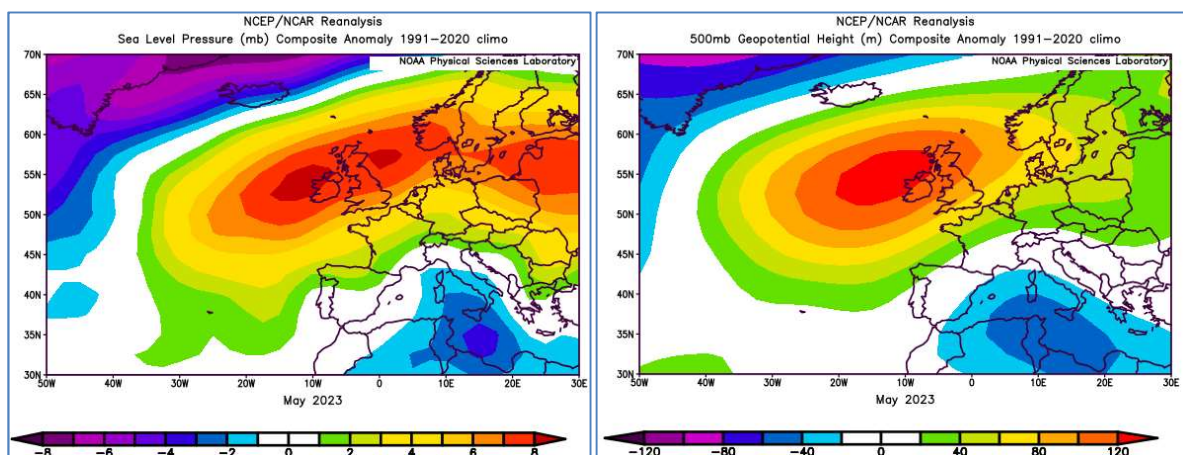 NCEP/NCAR Reanalysis
Sea Level Pressure (mb) Composite Anomaly 1991-2020 climo
NOAA Physical Sciences Laboratory
70N
65N
60N
55N
50N
45N
40N
35N
30N
50W 40W 30W 20W 10W 0 10E 20E 30E
May 2023
-8 -6 -4 -2 0 2 4 6 8
NCEP/NCAR Reanalysis
500mb Geopotential Height (m) Composite Anomaly 1991-2020 climo
NOAA Physical Sciences Laboratory
70N
65N
60N
55N
50N
45N
40N
35N
30N
50W 40W 30W 20W 10W 0 10E 20E 30E
May 2023
-120 -80 -40 0 40 80 120